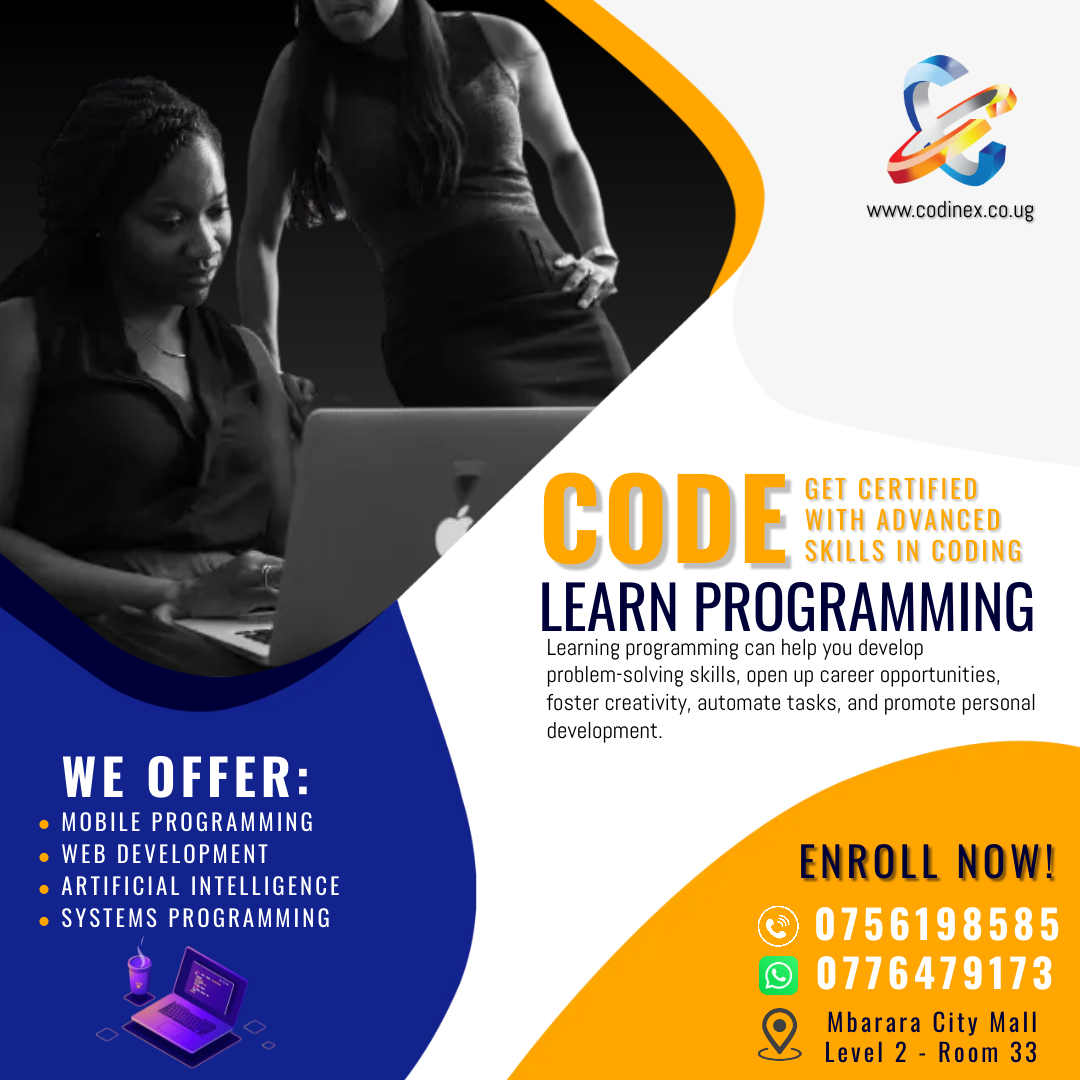 www.codinex.co.ug
CODE
GET CERTIFIED
WITH ADVANCED
SKILLS IN CODING
LEARN PROGRAMMING
Learning programming can help you develop
problem-solving skills, open up career opportunities,
foster creativity, automate tasks, and promote personal
development.
WE OFFER:
MOBILE PROGRAMMING
WEB DEVELOPMENT
ARTIFICIAL INTELLIGENCE
SYSTEMS PROGRAMMING
ENROLL NOW!
0756198585
0776479173
Mbarara City Mall
Level 2 - Room 33